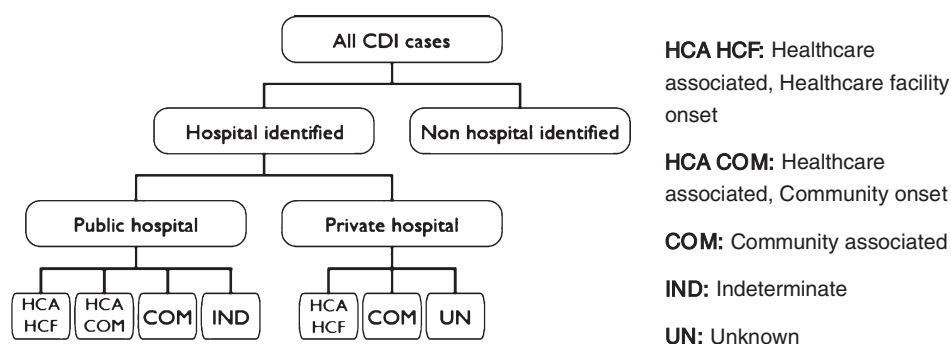 All CDI cases
Hospital identified
Non hospital identified
Public hospital
Private hospital
HCA
HCF
HCA
COM
COM
IND
HCA
HCF
COM
UN
HCA HCF: Healthcare
associated, Healthcare facility
onset
HCA COM: Healthcare
associated, Community onset
COM: Community associated
IND: Indeterminate
UN: Unknown